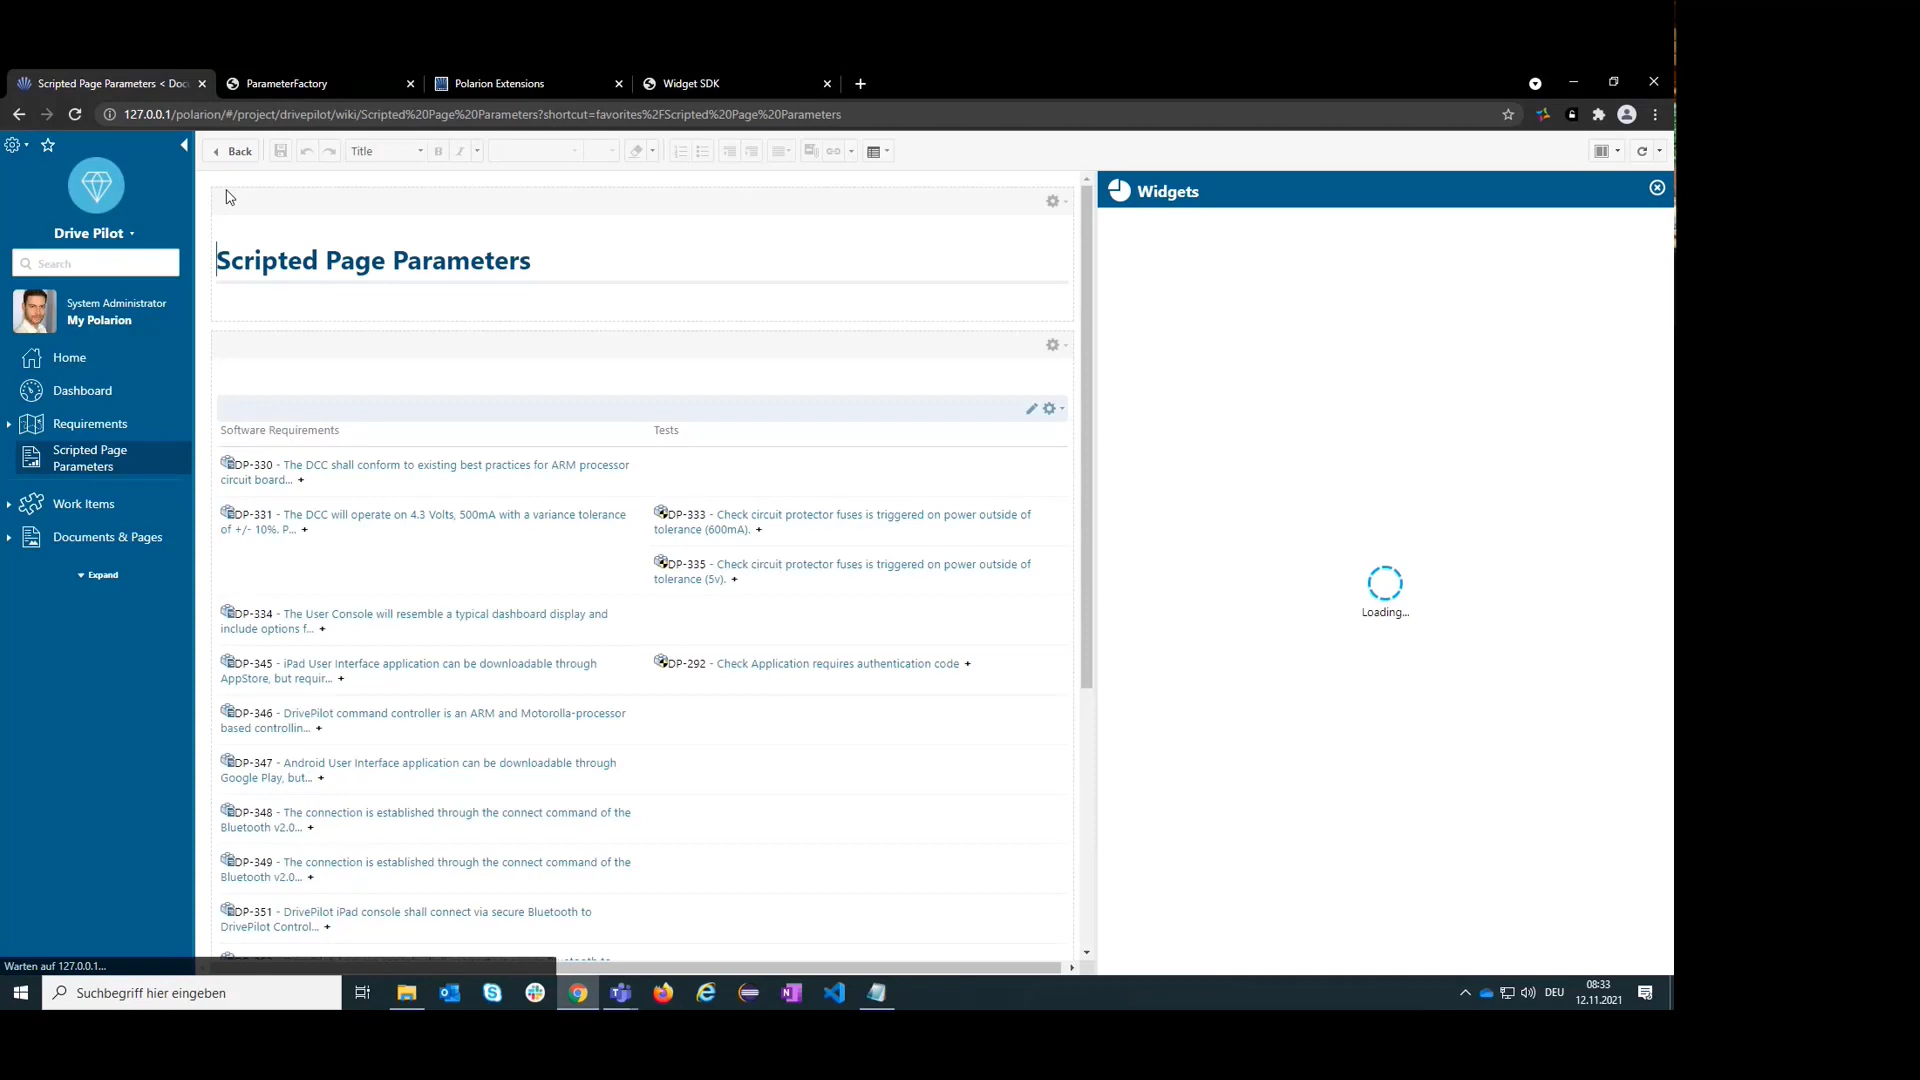 Scripted Page Parameters < Doc
ParameterFactory
Polarion Extensions
Widget SDK
127.0.0.1/polarion/#/project/drivepilot/wiki/Scripted%20Page%20Parameters?shortcut=favorites%2FScripted%20Page%20Parameters
Back
Title
B
I
Drive Pilot
Search
System Administrator
My Polarion
Home
Dashboard
Requirements
Scripted Page
Parameters
Work Items
Documents & Pages
Expand
Scripted Page Parameters
Software Requirements
Tests
DP-330 - The DCC shall conform to existing best practices for ARM processor
circuit board... +
DP-331 - The DCC will operate on 4.3 Volts, 500mA with a variance tolerance
of +/- 10%. P... +
DP-333 - Check circuit protector fuses is triggered on power outside of
tolerance (600mA). +
DP-335 - Check circuit protector fuses is triggered on power outside of
tolerance (5v). +
DP-334 - The User Console will resemble a typical dashboard display and
include options f... +
DP-345 - iPad User Interface application can be downloadable through
AppStore, but requir... +
DP-292 - Check Application requires authentication code +
DP-346 - DrivePilot command controller is an ARM and Motorolla-processor
based controllin... +
DP-347 - Android User Interface application can be downloadable through
Google Play, but... +
DP-348 - The connection is established through the connect command of the
Bluetooth v2.0... +
DP-349 - The connection is established through the connect command of the
Bluetooth v2.0... +
DP-351 - DrivePilot iPad console shall connect via secure Bluetooth to
DrivePilot Control... +
Widgets
Loading...
Warten auf 127.0.0.1...
Suchbegriff hier eingeben
DEU
08:33
12.11.2021